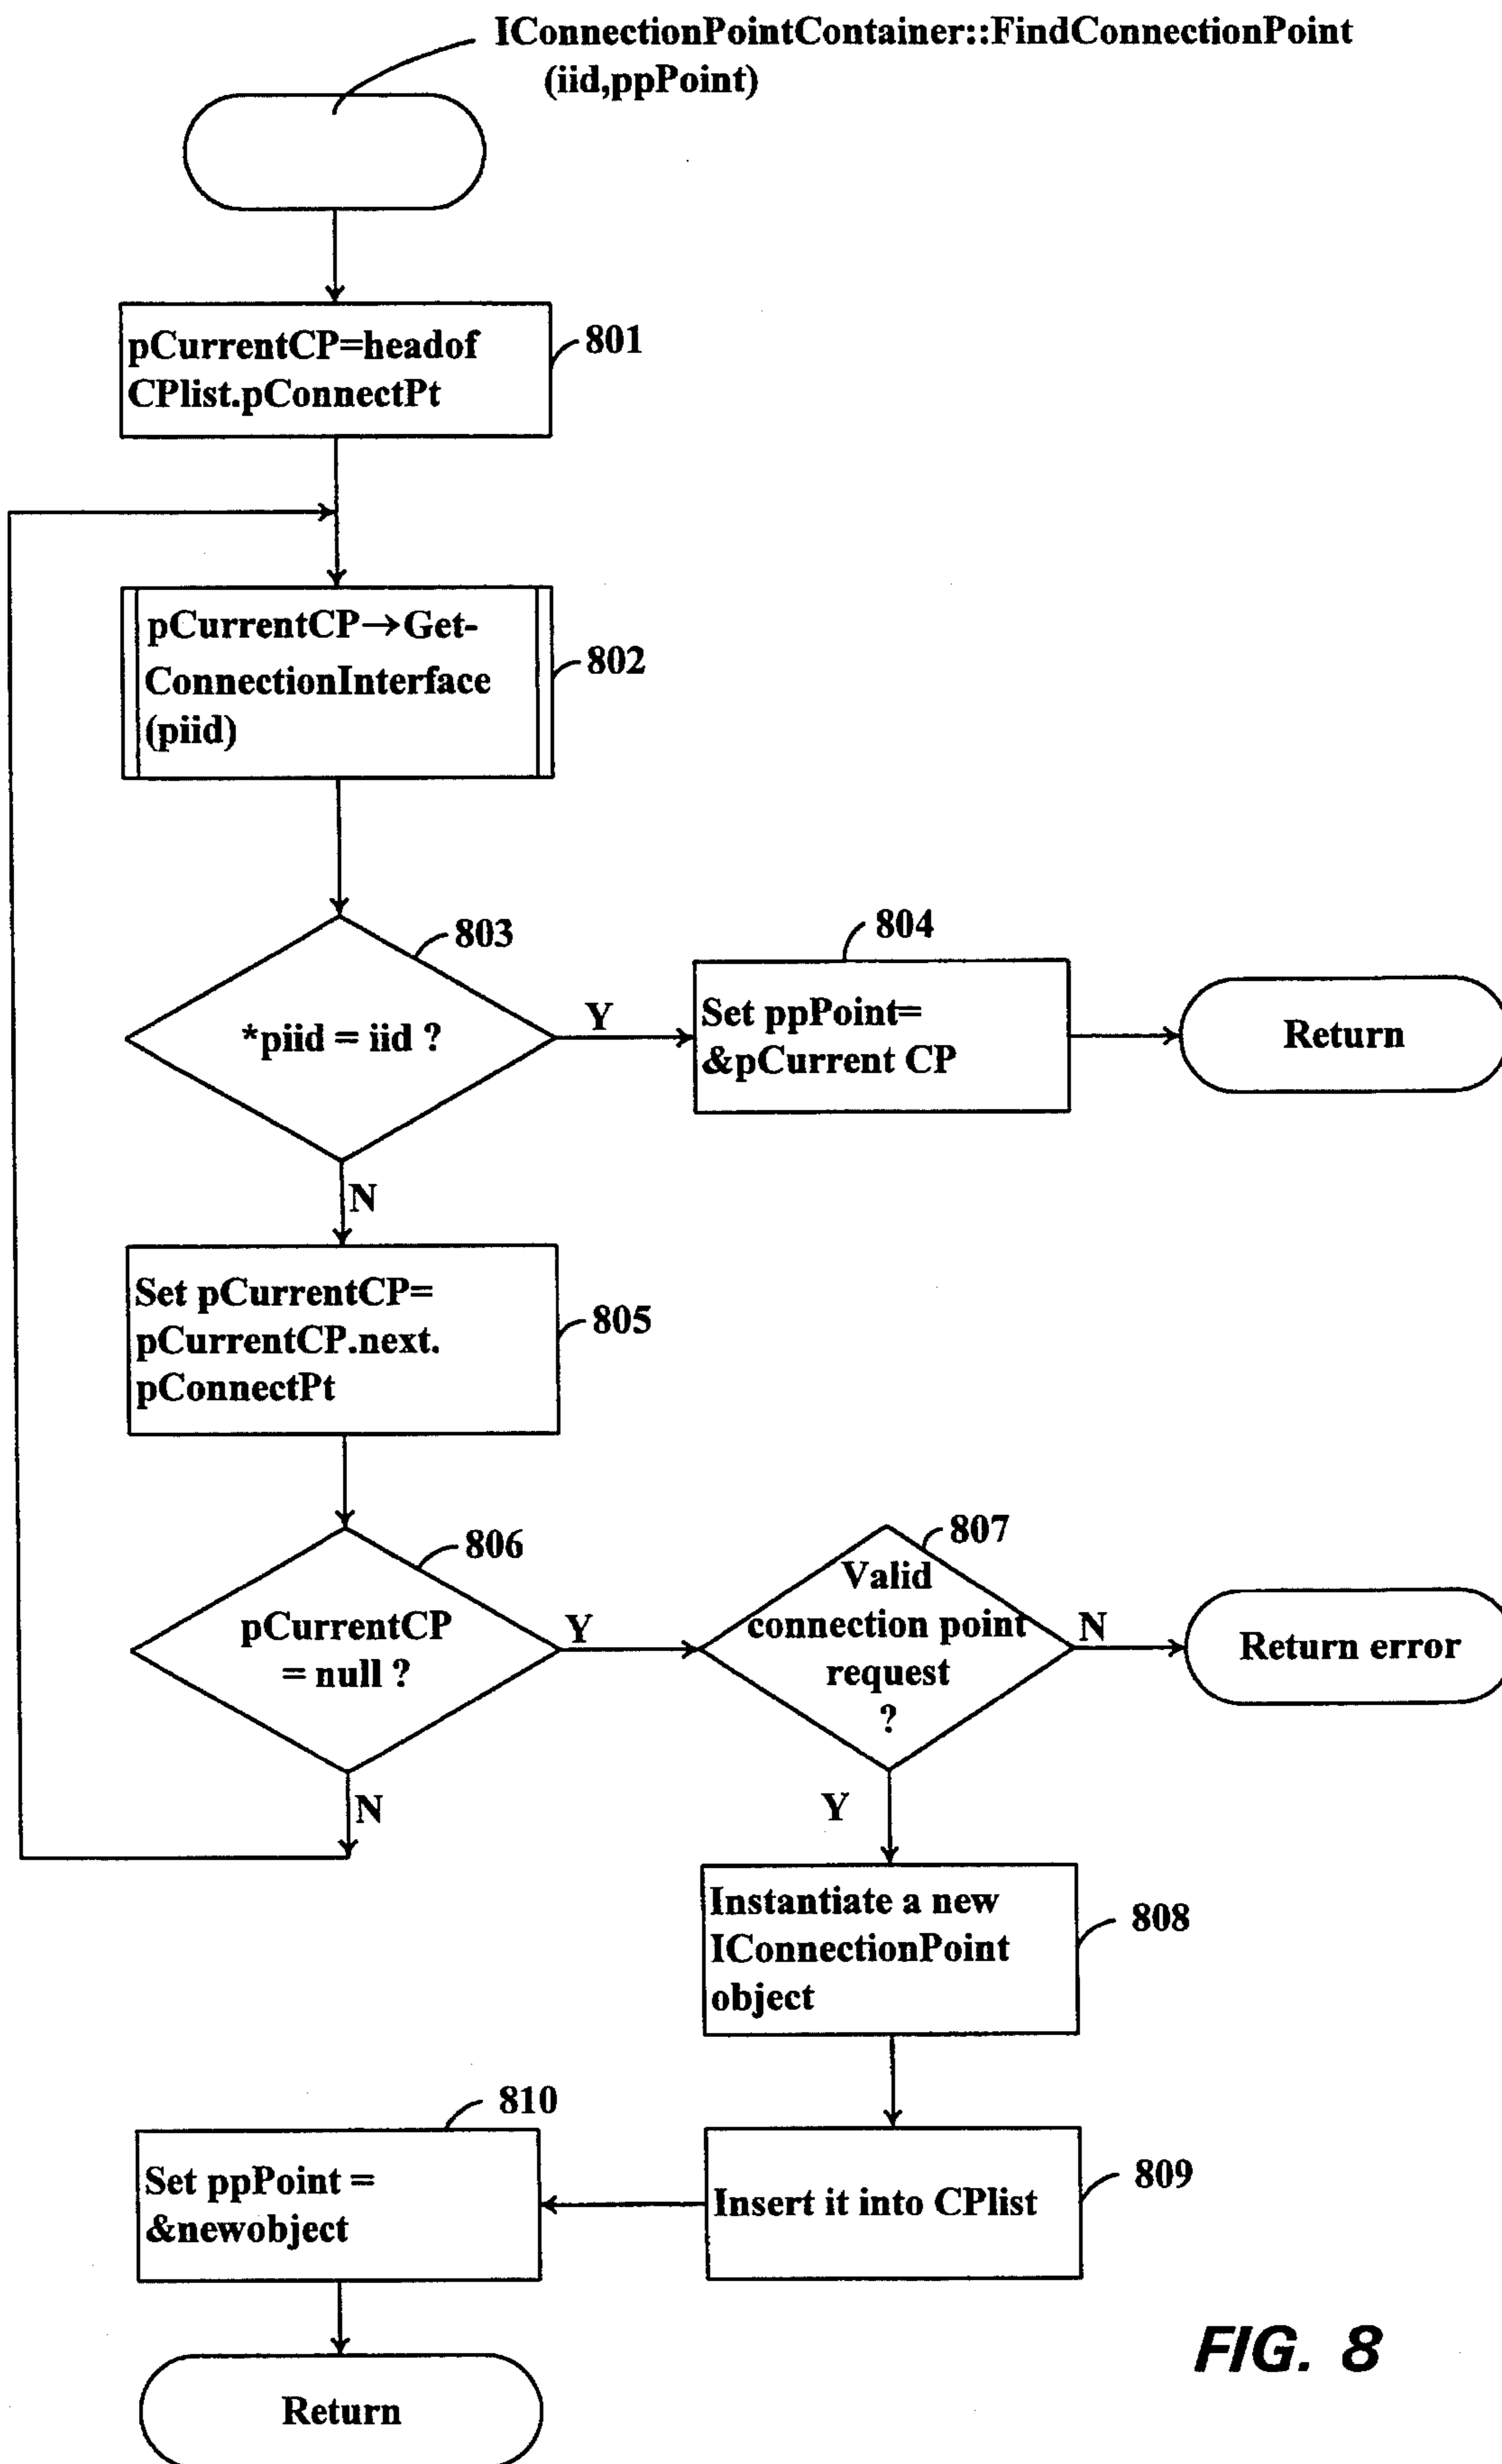 IConnectionPointContainer::FindConnectionPoint
(iid,ppPoint)
pCurrentCP=headof
CPlist.pConnectPt
801
pCurrentCP→Get-
ConnectionInterface
(piid)
802
803
*piid = iid ?
Y
804
Set ppPoint=
&pCurrent CP
Return
N
Set pCurrentCP=
pCurrentCP.next.
pConnectPt
805
806
pCurrentCP
= null ?
Y
807
Valid
connection point
request
?
N
Return error
N
Y
Instantiate a new
IConnectionPoint
object
808
809
Insert it into CPlist
810
Set ppPoint =
&newobject
Return
FIG. 8